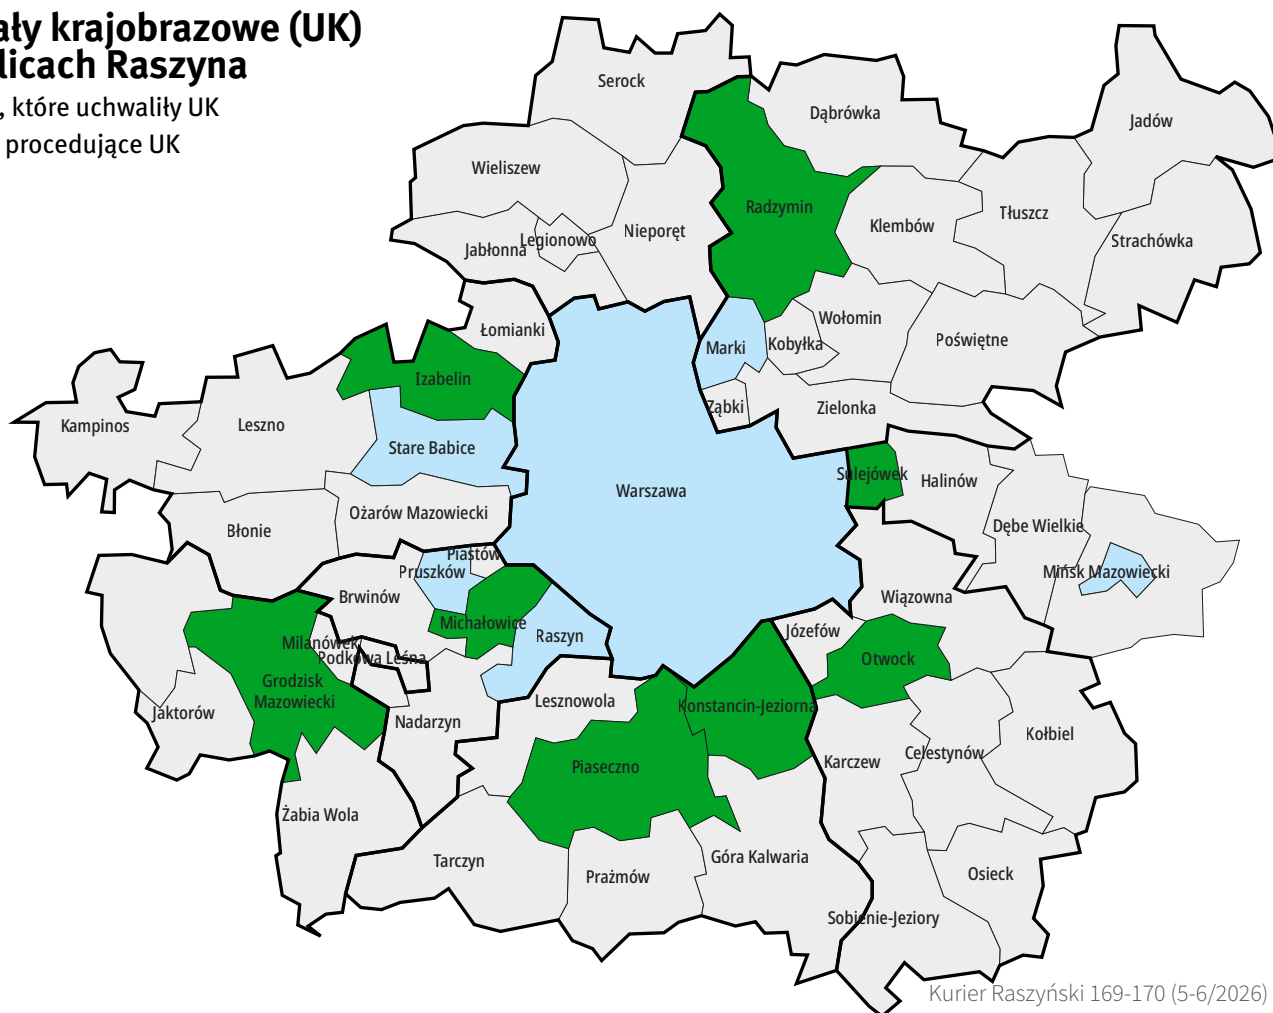 ały krajobrazowe (UK)
licach Raszyna
, które uchwaliły UK
procedujące UK
Serock
Dąbrówka
Jadów
Wieliszew
Radzymin
Tłuszcz
Klembów
Nieporęt
Legionowo
Jabłonna
Strachówka
Łomianki
Wołomin
Kobyłka
Marki
Poświętne
Izabelin
Ząbki
Zielonka
Kampinos
Leszno
Stare Babice
Sulejówek
Halinów
Warszawa
Ożarów Mazowiecki
Błonie
Dębe Wielkie
Piastów
Pruszków
Mińsk Mazowiecki
Brwinów
Wiązowna
Michałowice
Józefów
Raszyn
Milanówek
Podkowa Leśna
Otwock
Grodzisk
Mazowiecki
Lesznowola
Konstancin-Jeziorna
Jaktorów
Nadarzyn
Kołbiel
Celestynów
Karczew
Piaseczno
Żabia Wola
Góra Kalwaria
Tarczyn
Prażmów
Osieck
Sobienie-Jeziory
Kurier Raszyński 169-170 (5-6/2026)